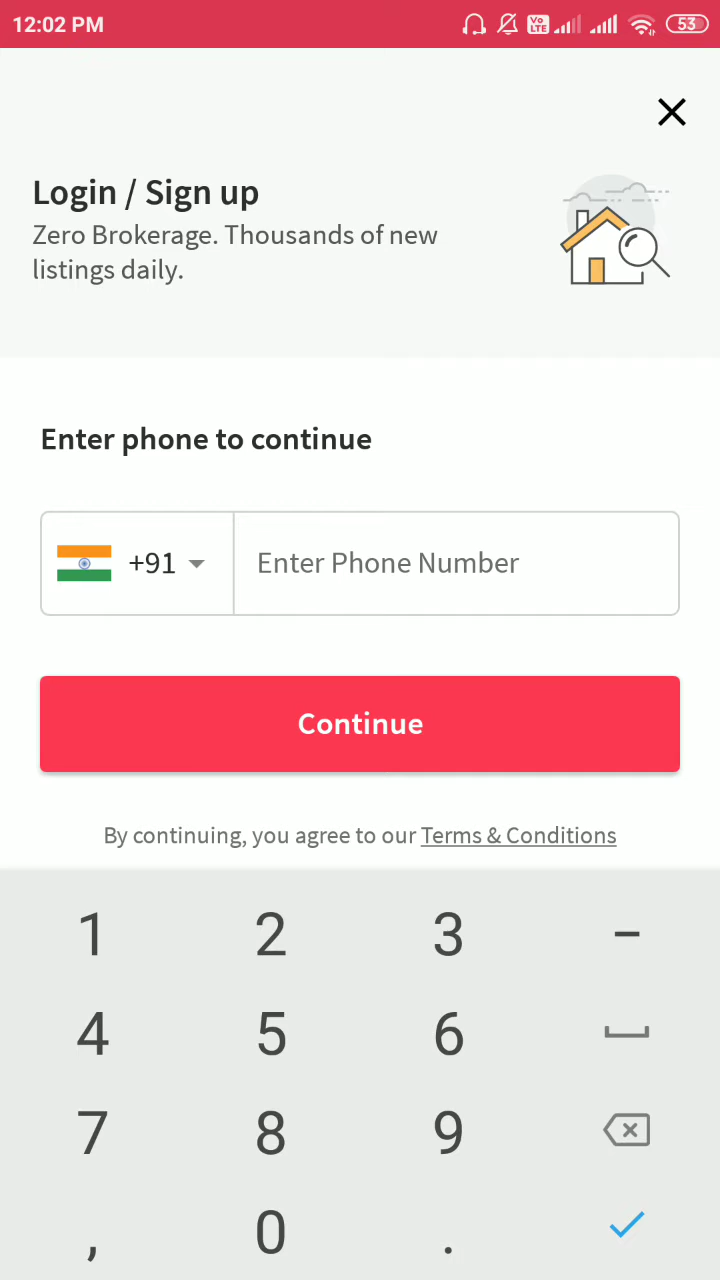 12:02 PM
Vo
LTE
53
Login / Sign up
Zero Brokerage. Thousands of new
listings daily.
Enter phone to continue
+91
Enter Phone Number
Continue
By continuing, you agree to our Terms & Conditions
1 2 3 –
4 5 6
7 8 9
, 0 .